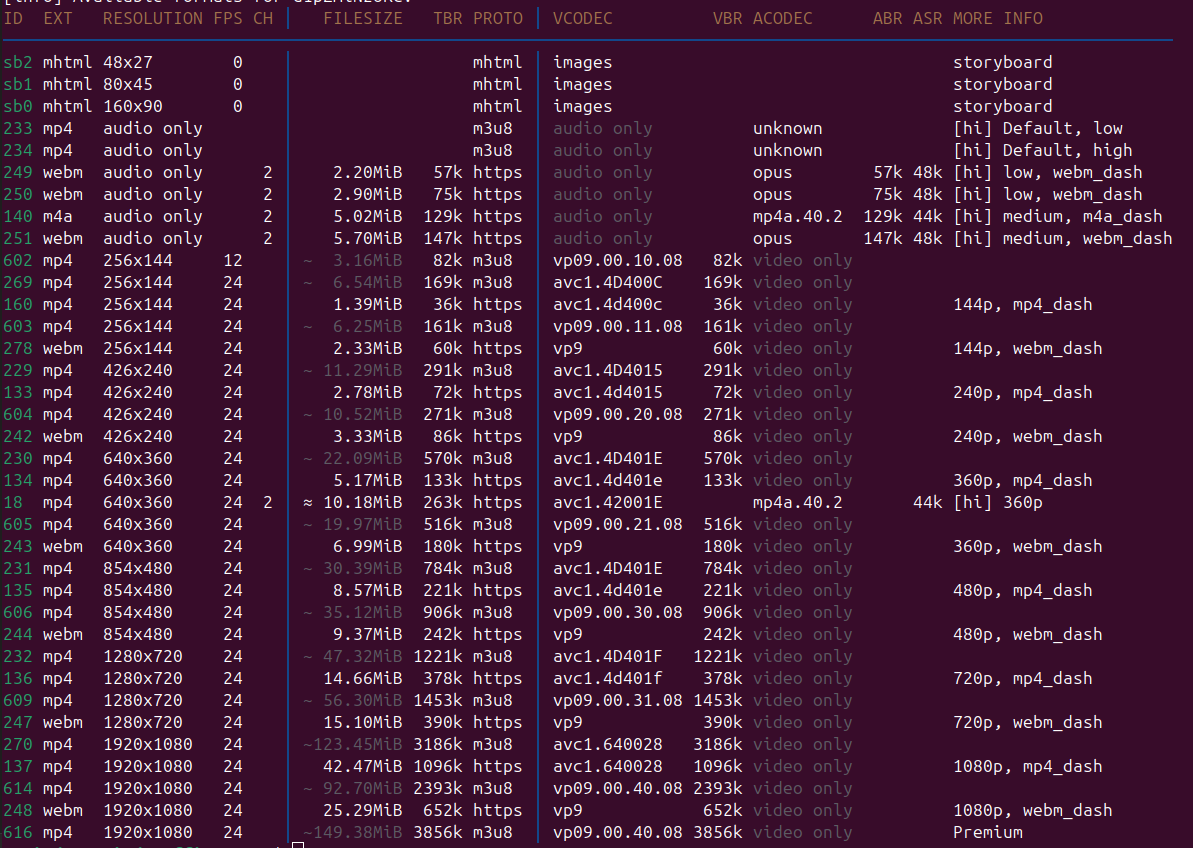 ID EXT RESOLUTION FPS CH | FILESIZE TBR PROTO | VCODEC VBR ACODEC ABR ASR MORE INFO
sb2 mhtml 48x27 0 | mhtml | images storyboard
sb1 mhtml 80x45 0 | mhtml | images storyboard
sb0 mhtml 160x90 0 | mhtml | images storyboard
233 mp4 audio only | m3u8 | audio only unknown [hi] Default, low
234 mp4 audio only | m3u8 | audio only unknown [hi] Default, high
249 webm audio only 2 | 2.20MiB 57k https | audio only opus 57k 48k [hi] low, webm_dash
250 webm audio only 2 | 2.90MiB 75k https | audio only opus 75k 48k [hi] low, webm_dash
140 m4a audio only 2 | 5.02MiB 129k https | audio only mp4a.40.2 129k 44k [hi] medium, m4a_dash
251 webm audio only 2 | 5.70MiB 147k https | audio only opus 147k 48k [hi] medium, webm_dash
602 mp4 256x144 12 | ~ 3.16MiB 82k m3u8 | vp09.00.10.08 82k video only
269 mp4 256x144 24 | ~ 6.54MiB 169k m3u8 | avc1.4D400C 169k video only
160 mp4 256x144 24 | 1.39MiB 36k https | avc1.4d400c 36k video only 144p, mp4_dash
603 mp4 256x144 24 | ~ 6.25MiB 161k m3u8 | vp09.00.11.08 161k video only
278 webm 256x144 24 | 2.33MiB 60k https | vp9 60k video only 144p, webm_dash
229 mp4 426x240 24 | ~ 11.29MiB 291k m3u8 | avc1.4D4015 291k video only
133 mp4 426x240 24 | 2.78MiB 72k https | avc1.4d4015 72k video only 240p, mp4_dash
604 mp4 426x240 24 | ~ 10.52MiB 271k m3u8 | vp09.00.20.08 271k video only
242 webm 426x240 24 | 3.33MiB 86k https | vp9 86k video only 240p, webm_dash
230 mp4 640x360 24 | ~ 22.09MiB 570k m3u8 | avc1.4D401E 570k video only
134 mp4 640x360 24 | 5.17MiB 133k https | avc1.4d401e 133k video only 360p, mp4_dash
18 mp4 640x360 24 2 | ≈ 10.18MiB 263k https | avc1.42001E mp4a.40.2 44k [hi] 360p
605 mp4 640x360 24 | ~ 19.97MiB 516k m3u8 | vp09.00.21.08 516k video only
243 webm 640x360 24 | 6.99MiB 180k https | vp9 180k video only 360p, webm_dash
231 mp4 854x480 24 | ~ 30.39MiB 784k m3u8 | avc1.4D401E 784k video only
135 mp4 854x480 24 | 8.57MiB 221k https | avc1.4d401e 221k video only 480p, mp4_dash
606 mp4 854x480 24 | ~ 35.12MiB 906k m3u8 | vp09.00.30.08 906k video only
244 webm 854x480 24 | 9.37MiB 242k https | vp9 242k video only 480p, webm_dash
232 mp4 1280x720 24 | ~ 47.32MiB 1221k m3u8 | avc1.4D401F 1221k video only
136 mp4 1280x720 24 | 14.66MiB 378k https | avc1.4d401f 378k video only 720p, mp4_dash
609 mp4 1280x720 24 | ~ 56.30MiB 1453k m3u8 | vp09.00.31.08 1453k video only
247 webm 1280x720 24 | 15.10MiB 390k https | vp9 390k video only 720p, webm_dash
270 mp4 1920x1080 24 | ~123.45MiB 3186k m3u8 | avc1.640028 3186k video only
137 mp4 1920x1080 24 | 42.47MiB 1096k https | avc1.640028 1096k video only 1080p, mp4_dash
614 mp4 1920x1080 24 | ~ 92.70MiB 2393k m3u8 | vp09.00.40.08 2393k video only
248 webm 1920x1080 24 | 25.29MiB 652k https | vp9 652k video only 1080p, webm_dash
616 mp4 1920x1080 24 | ~149.38MiB 3856k m3u8 | vp09.00.40.08 3856k video only Premium